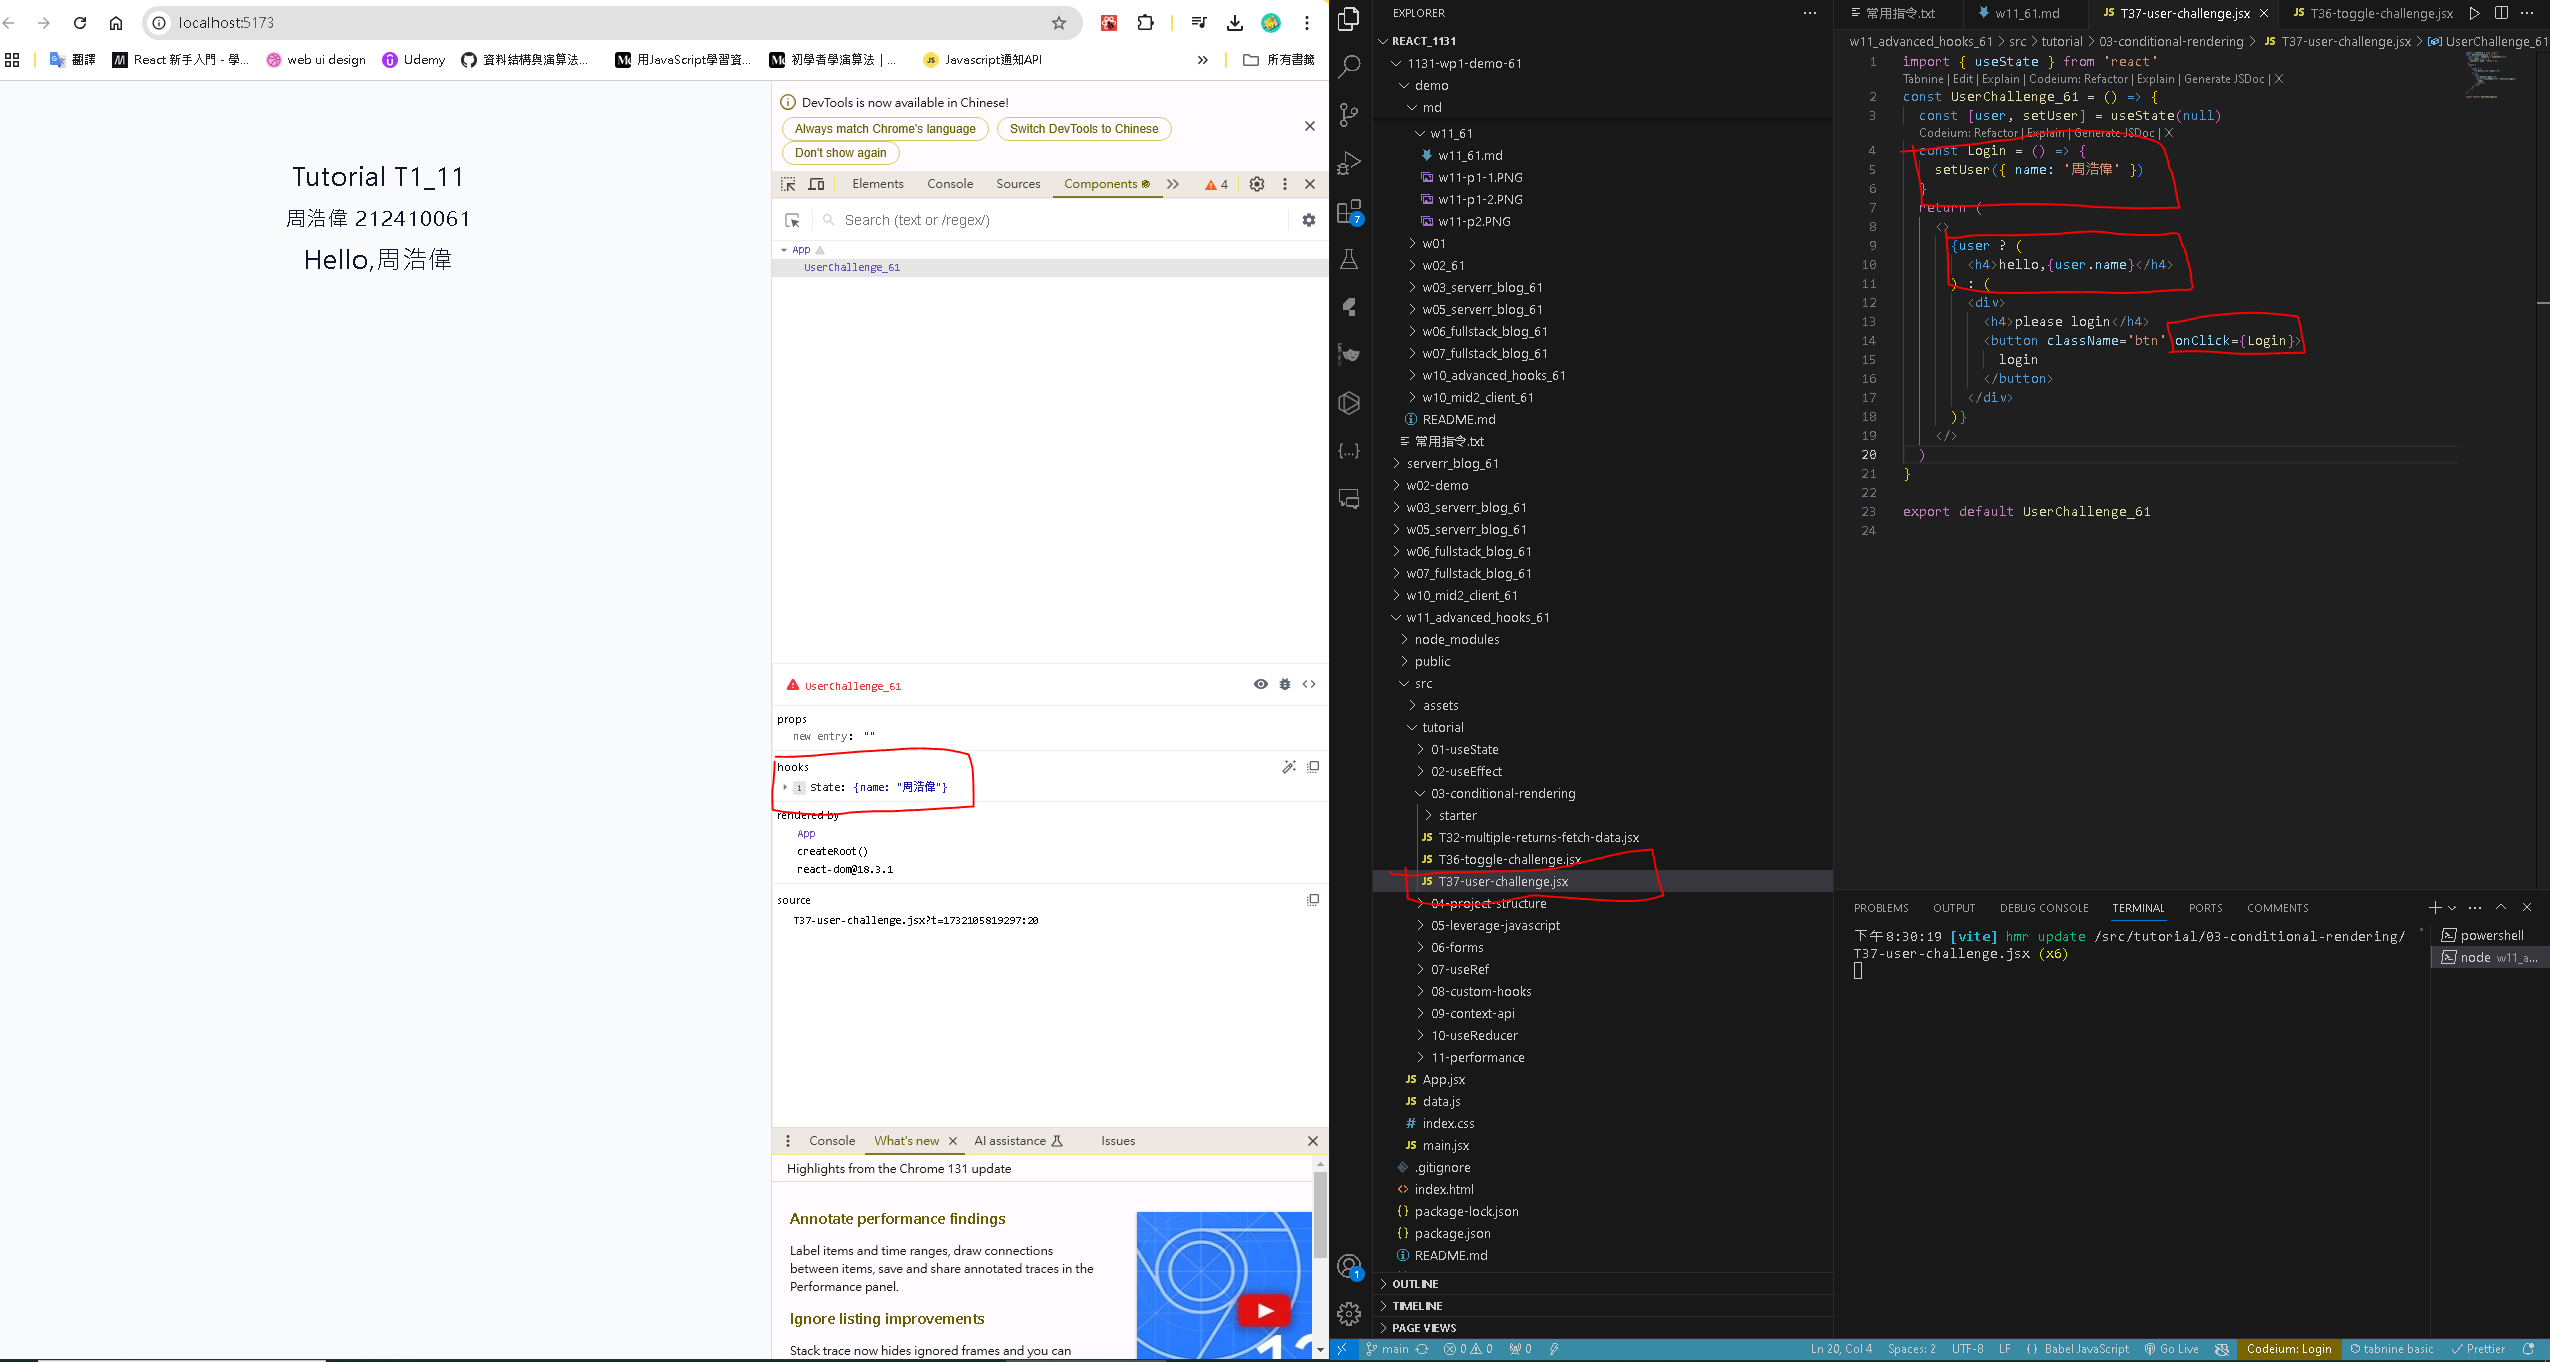 localhost:5173
翻譯
React 新手入門 - 學...
web ui design
Udemy
資料結構與演算法...
用JavaScript學習資...
初學者學演算法｜...
Javascript通知API
所有書籤
Tutorial T1_11
周浩偉 212410061
Hello,周浩偉
DevTools is now available in Chinese!
Always match Chrome's language
Switch DevTools to Chinese
Don't show again
Elements
Console
Sources
Components
4
Search (text or /regex/)
App
UserChallenge_61
UserChallenge_61
props
new entry: ""
hooks
1 State: {name: "周浩偉"}
rendered by
App
createRoot()
react-dom@18.3.1
source
T37-user-challenge.jsx?t=1732105819297:20
Console
What's new
AI assistance
Issues
Highlights from the Chrome 131 update
Annotate performance findings
Label items and time ranges, draw connections
between items, save and share annotated traces in the
Performance panel.
Ignore listing improvements
Stack trace now hides ignored frames and you can
EXPLORER
REACT_1131
1131-wp1-demo-61
demo
md
w11_61
w11_61.md
w11-p1-1.PNG
w11-p1-2.PNG
w11-p2.PNG
w01
w02_61
w03_serverr_blog_61
w05_serverr_blog_61
w06_fullstack_blog_61
w07_fullstack_blog_61
w10_advanced_hooks_61
w10_mid2_client_61
README.md
常用指令.txt
serverr_blog_61
w02-demo
w03_serverr_blog_61
w05_serverr_blog_61
w06_fullstack_blog_61
w07_fullstack_blog_61
w10_mid2_client_61
w11_advanced_hooks_61
node_modules
public
src
assets
tutorial
01-useState
02-useEffect
03-conditional-rendering
starter
T32-multiple-returns-fetch-data.jsx
T36-toggle-challenge.jsx
T37-user-challenge.jsx
04-project-structure
05-leverage-javascript
06-forms
07-useRef
08-custom-hooks
09-context-api
10-useReducer
11-performance
App.jsx
data.js
index.css
main.jsx
.gitignore
index.html
package-lock.json
package.json
README.md
OUTLINE
TIMELINE
PAGE VIEWS
7
1
常用指令.txt
w11_61.md
T37-user-challenge.jsx
T36-toggle-challenge.jsx
w11_advanced_hooks_61 > src > tutorial > 03-conditional-rendering > T37-user-challenge.jsx > UserChallenge_61
1 import { useState } from 'react'
Tabnine | Edit | Explain | Codeium: Refactor | Explain | Generate JSDoc | X
2 const UserChallenge_61 = () => {
3 const [user, setUser] = useState(null)
Codeium: Refactor | Explain | Generate JSDoc | X
4 const Login = () => {
5 setUser({ name: '周浩偉' })
6 }
7 return (
8 <>
9 {user ? (
10 <h4>hello,{user.name}</h4>
11 ) : (
12 <div>
13 <h4>please login</h4>
14 <button className='btn' onClick={Login}>
15 login
16 </button>
17 </div>
18 )}
19 </>
20 )
21 }
22
23 export default UserChallenge_61
24
PROBLEMS
OUTPUT
DEBUG CONSOLE
TERMINAL
PORTS
COMMENTS
下午8:30:19 [vite] hmr update /src/tutorial/03-conditional-rendering/
T37-user-challenge.jsx (x6)
powershell
node w11_a...
main
0 0
0
Ln 20, Col 4
Spaces: 2
UTF-8
LF
{} Babel JavaScript
Go Live
Codeium: Login
tabnine basic
Prettier